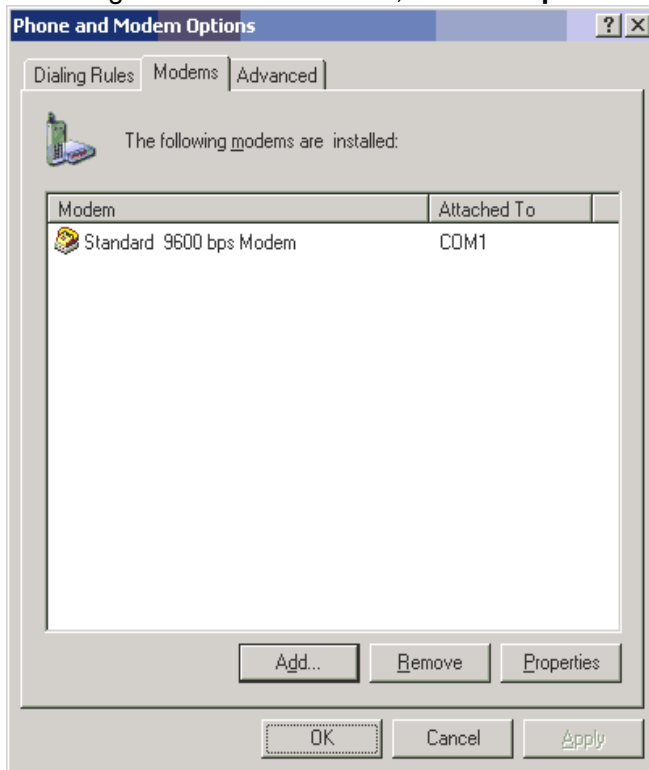 Phone and Modem Options
Dialing Rules Modems Advanced
The following modems are installed:
Modem Attached To
Standard 9600 bps Modem COM1
Add... Remove Properties
OK Cancel Apply